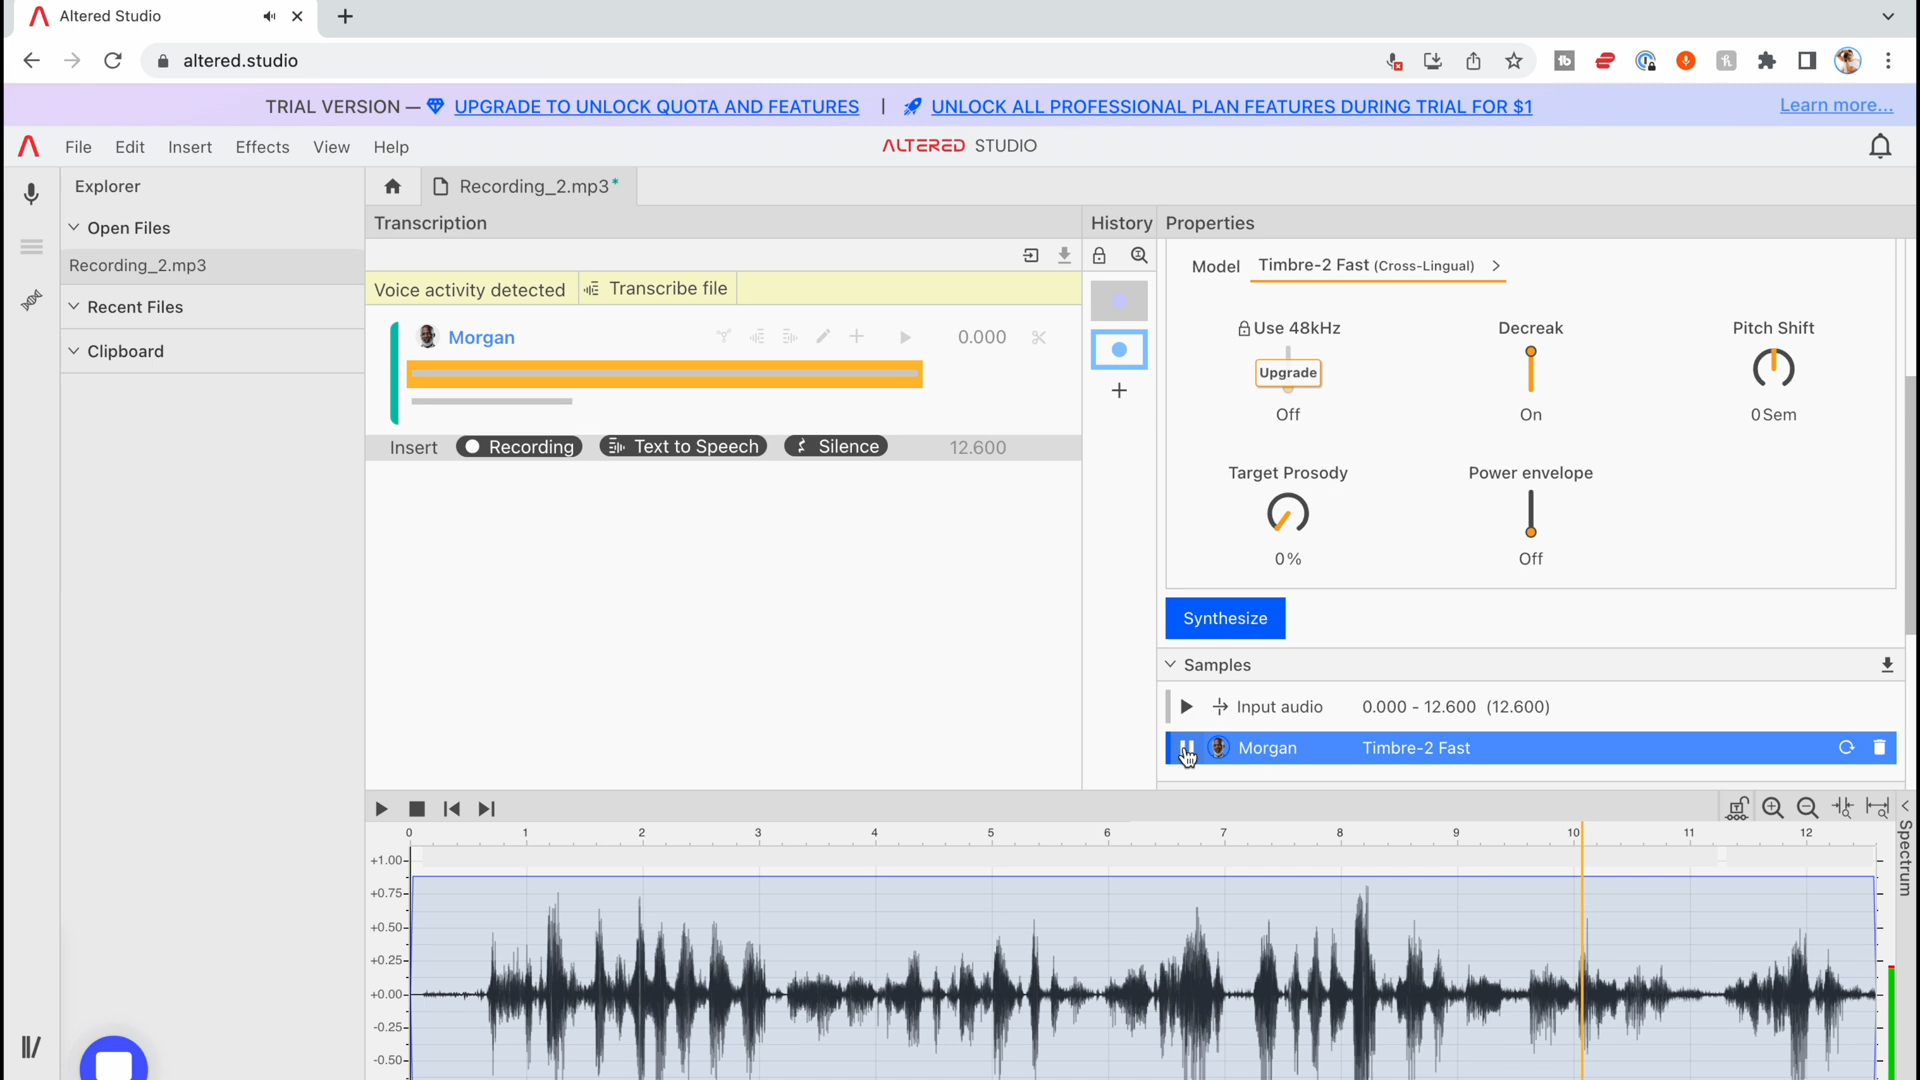 Altered Studio
altered.studio
TRIAL VERSION — UPGRADE TO UNLOCK QUOTA AND FEATURES | UNLOCK ALL PROFESSIONAL PLAN FEATURES DURING TRIAL FOR $1 Learn more...
File Edit Insert Effects View Help ALTERED STUDIO
Explorer Recording_2.mp3*
Transcription History Properties
Open Files
Recording_2.mp3
Recent Files
Clipboard
Voice activity detected Transcribe file
Morgan 0.000
Insert Recording Text to Speech Silence 12.600
Model Timbre-2 Fast (Cross-Lingual) >
Use 48kHz Decreak Pitch Shift
Upgrade
Off On 0 Sem
Target Prosody Power envelope
0 % Off
Synthesize
Samples
Input audio 0.000 - 12.600 (12.600)
Morgan Timbre-2 Fast
0 1 2 3 4 5 6 7 8 9 10 11 12
Spectrum
+1.00
+0.75
+0.50
+0.25
+0.00
-0.25
-0.50